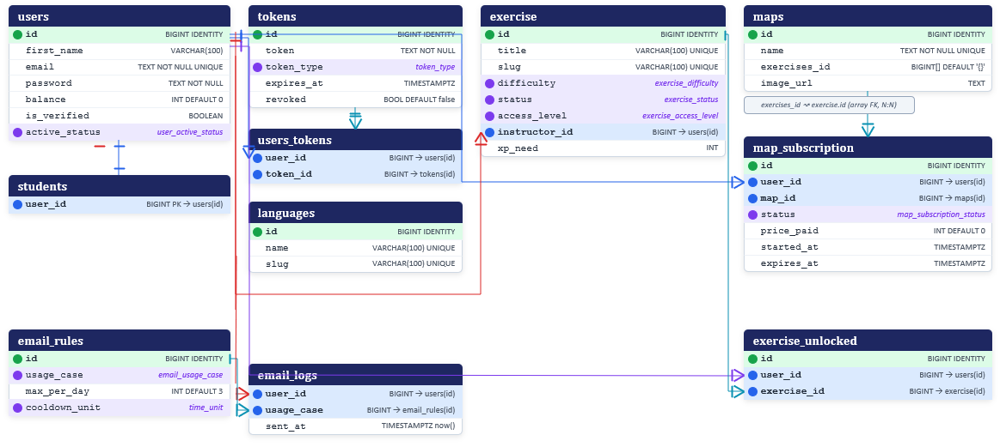 users
id BIGINT IDENTITY
first_name VARCHAR(100)
email TEXT NOT NULL UNIQUE
password TEXT NOT NULL
balance INT DEFAULT 0
is_verified BOOLEAN
active_status user_active_status
students
user_id BIGINT PK → users(id)
tokens
id BIGINT IDENTITY
token TEXT NOT NULL
token_type token_type
expires_at TIMESTAMPTZ
revoked BOOL DEFAULT false
users_tokens
user_id BIGINT → users(id)
token_id BIGINT → tokens(id)
languages
id BIGINT IDENTITY
name VARCHAR(100) UNIQUE
slug VARCHAR(100) UNIQUE
exercise
id BIGINT IDENTITY
title VARCHAR(100) UNIQUE
slug VARCHAR(100) UNIQUE
difficulty exercise_difficulty
status exercise_status
access_level exercise_access_level
instructor_id BIGINT → users(id)
xp_need INT
maps
id BIGINT IDENTITY
name TEXT NOT NULL UNIQUE
exercises_id BIGINT[] DEFAULT '{}'
image_url TEXT
exercises_id ↝ exercise.id (array FK, N:N)
map_subscription
id BIGINT IDENTITY
user_id BIGINT → users(id)
map_id BIGINT → maps(id)
status map_subscription_status
price_paid INT DEFAULT 0
started_at TIMESTAMPTZ
expires_at TIMESTAMPTZ
email_rules
id BIGINT IDENTITY
usage_case email_usage_case
max_per_day INT DEFAULT 3
cooldown_unit time_unit
email_logs
user_id BIGINT → users(id)
usage_case BIGINT → email_rules(id)
sent_at TIMESTAMPTZ now()
exercise_unlocked
id BIGINT IDENTITY
user_id BIGINT → users(id)
exercise_id BIGINT → exercise(id)